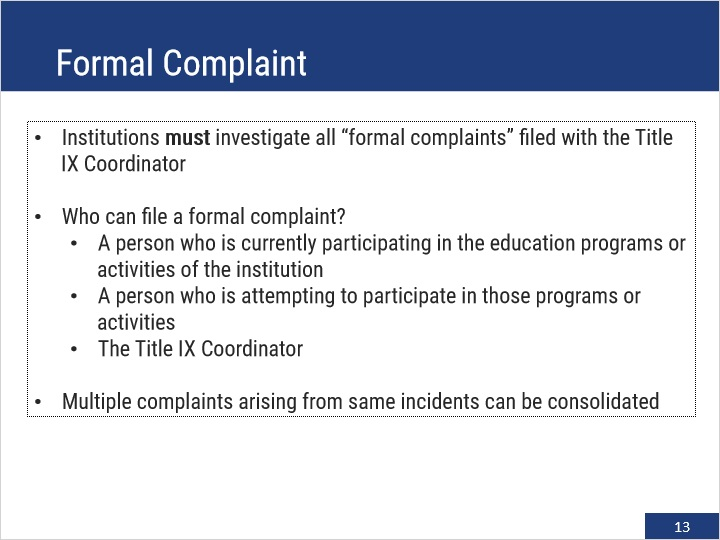 Formal Complaint
• Institutions must investigate all “formal complaints” filed with the Title
IX Coordinator
• Who can file a formal complaint?
• A person who is currently participating in the education programs or
activities of the institution
• A person who is attempting to participate in those programs or
activities
• The Title IX Coordinator
• Multiple complaints arising from same incidents can be consolidated
13